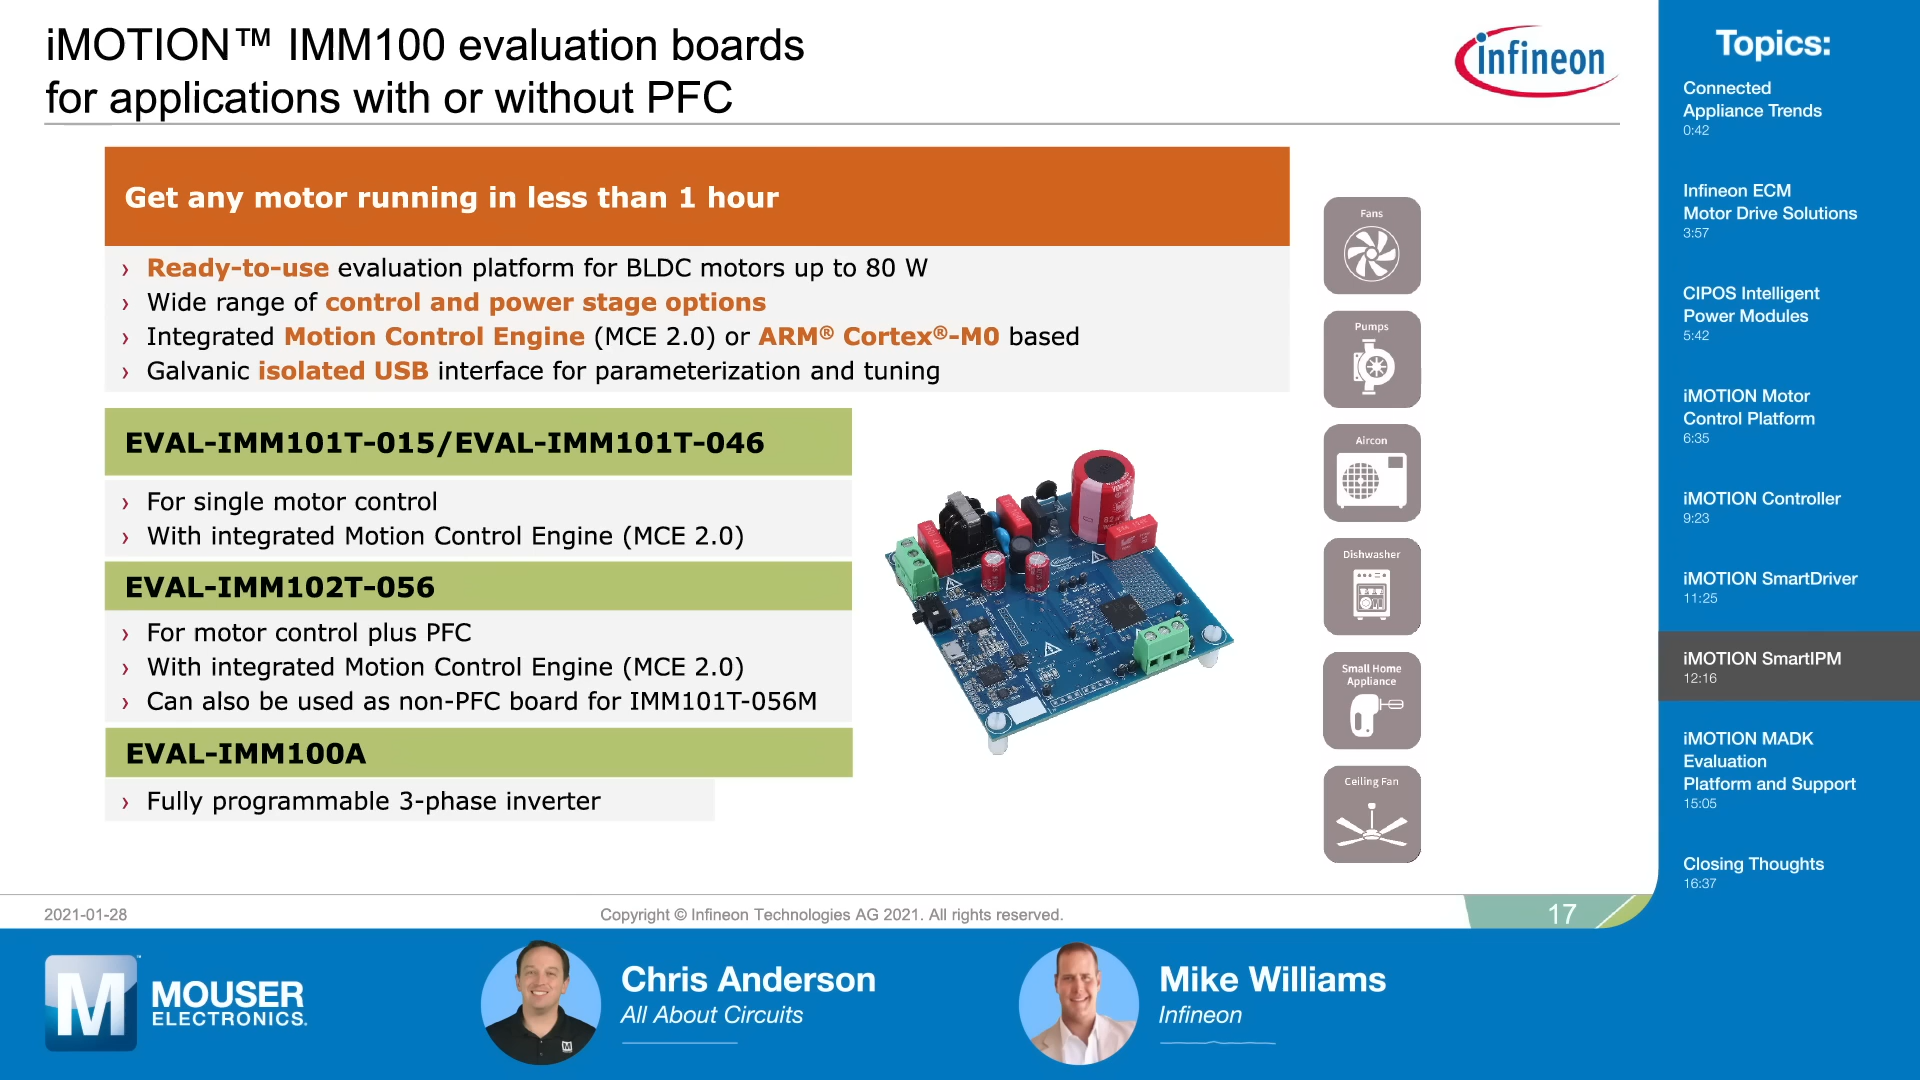 iMOTION™ IMM100 evaluation boards
for applications with or without PFC
infineon
Get any motor running in less than 1 hour
› Ready-to-use evaluation platform for BLDC motors up to 80 W
› Wide range of control and power stage options
› Integrated Motion Control Engine (MCE 2.0) or ARM® Cortex®-M0 based
› Galvanic isolated USB interface for parameterization and tuning
EVAL-IMM101T-015/EVAL-IMM101T-046
› For single motor control
› With integrated Motion Control Engine (MCE 2.0)
EVAL-IMM102T-056
› For motor control plus PFC
› With integrated Motion Control Engine (MCE 2.0)
› Can also be used as non-PFC board for IMM101T-056M
EVAL-IMM100A
› Fully programmable 3-phase inverter
Fans
Pumps
Aircon
Dishwasher
Small Home
Appliance
Ceiling Fan
2021-01-28
Copyright © Infineon Technologies AG 2021. All rights reserved.
17
Topics:
Connected
Appliance Trends
0:42
Infineon ECM
Motor Drive Solutions
3:57
CIPOS Intelligent
Power Modules
5:42
iMOTION Motor
Control Platform
6:35
iMOTION Controller
9:23
iMOTION SmartDriver
11:25
iMOTION SmartIPM
12:16
iMOTION MADK
Evaluation
Platform and Support
15:05
Closing Thoughts
16:37
M
MOUSER
ELECTRONICS.
Chris Anderson
All About Circuits
Mike Williams
Infineon